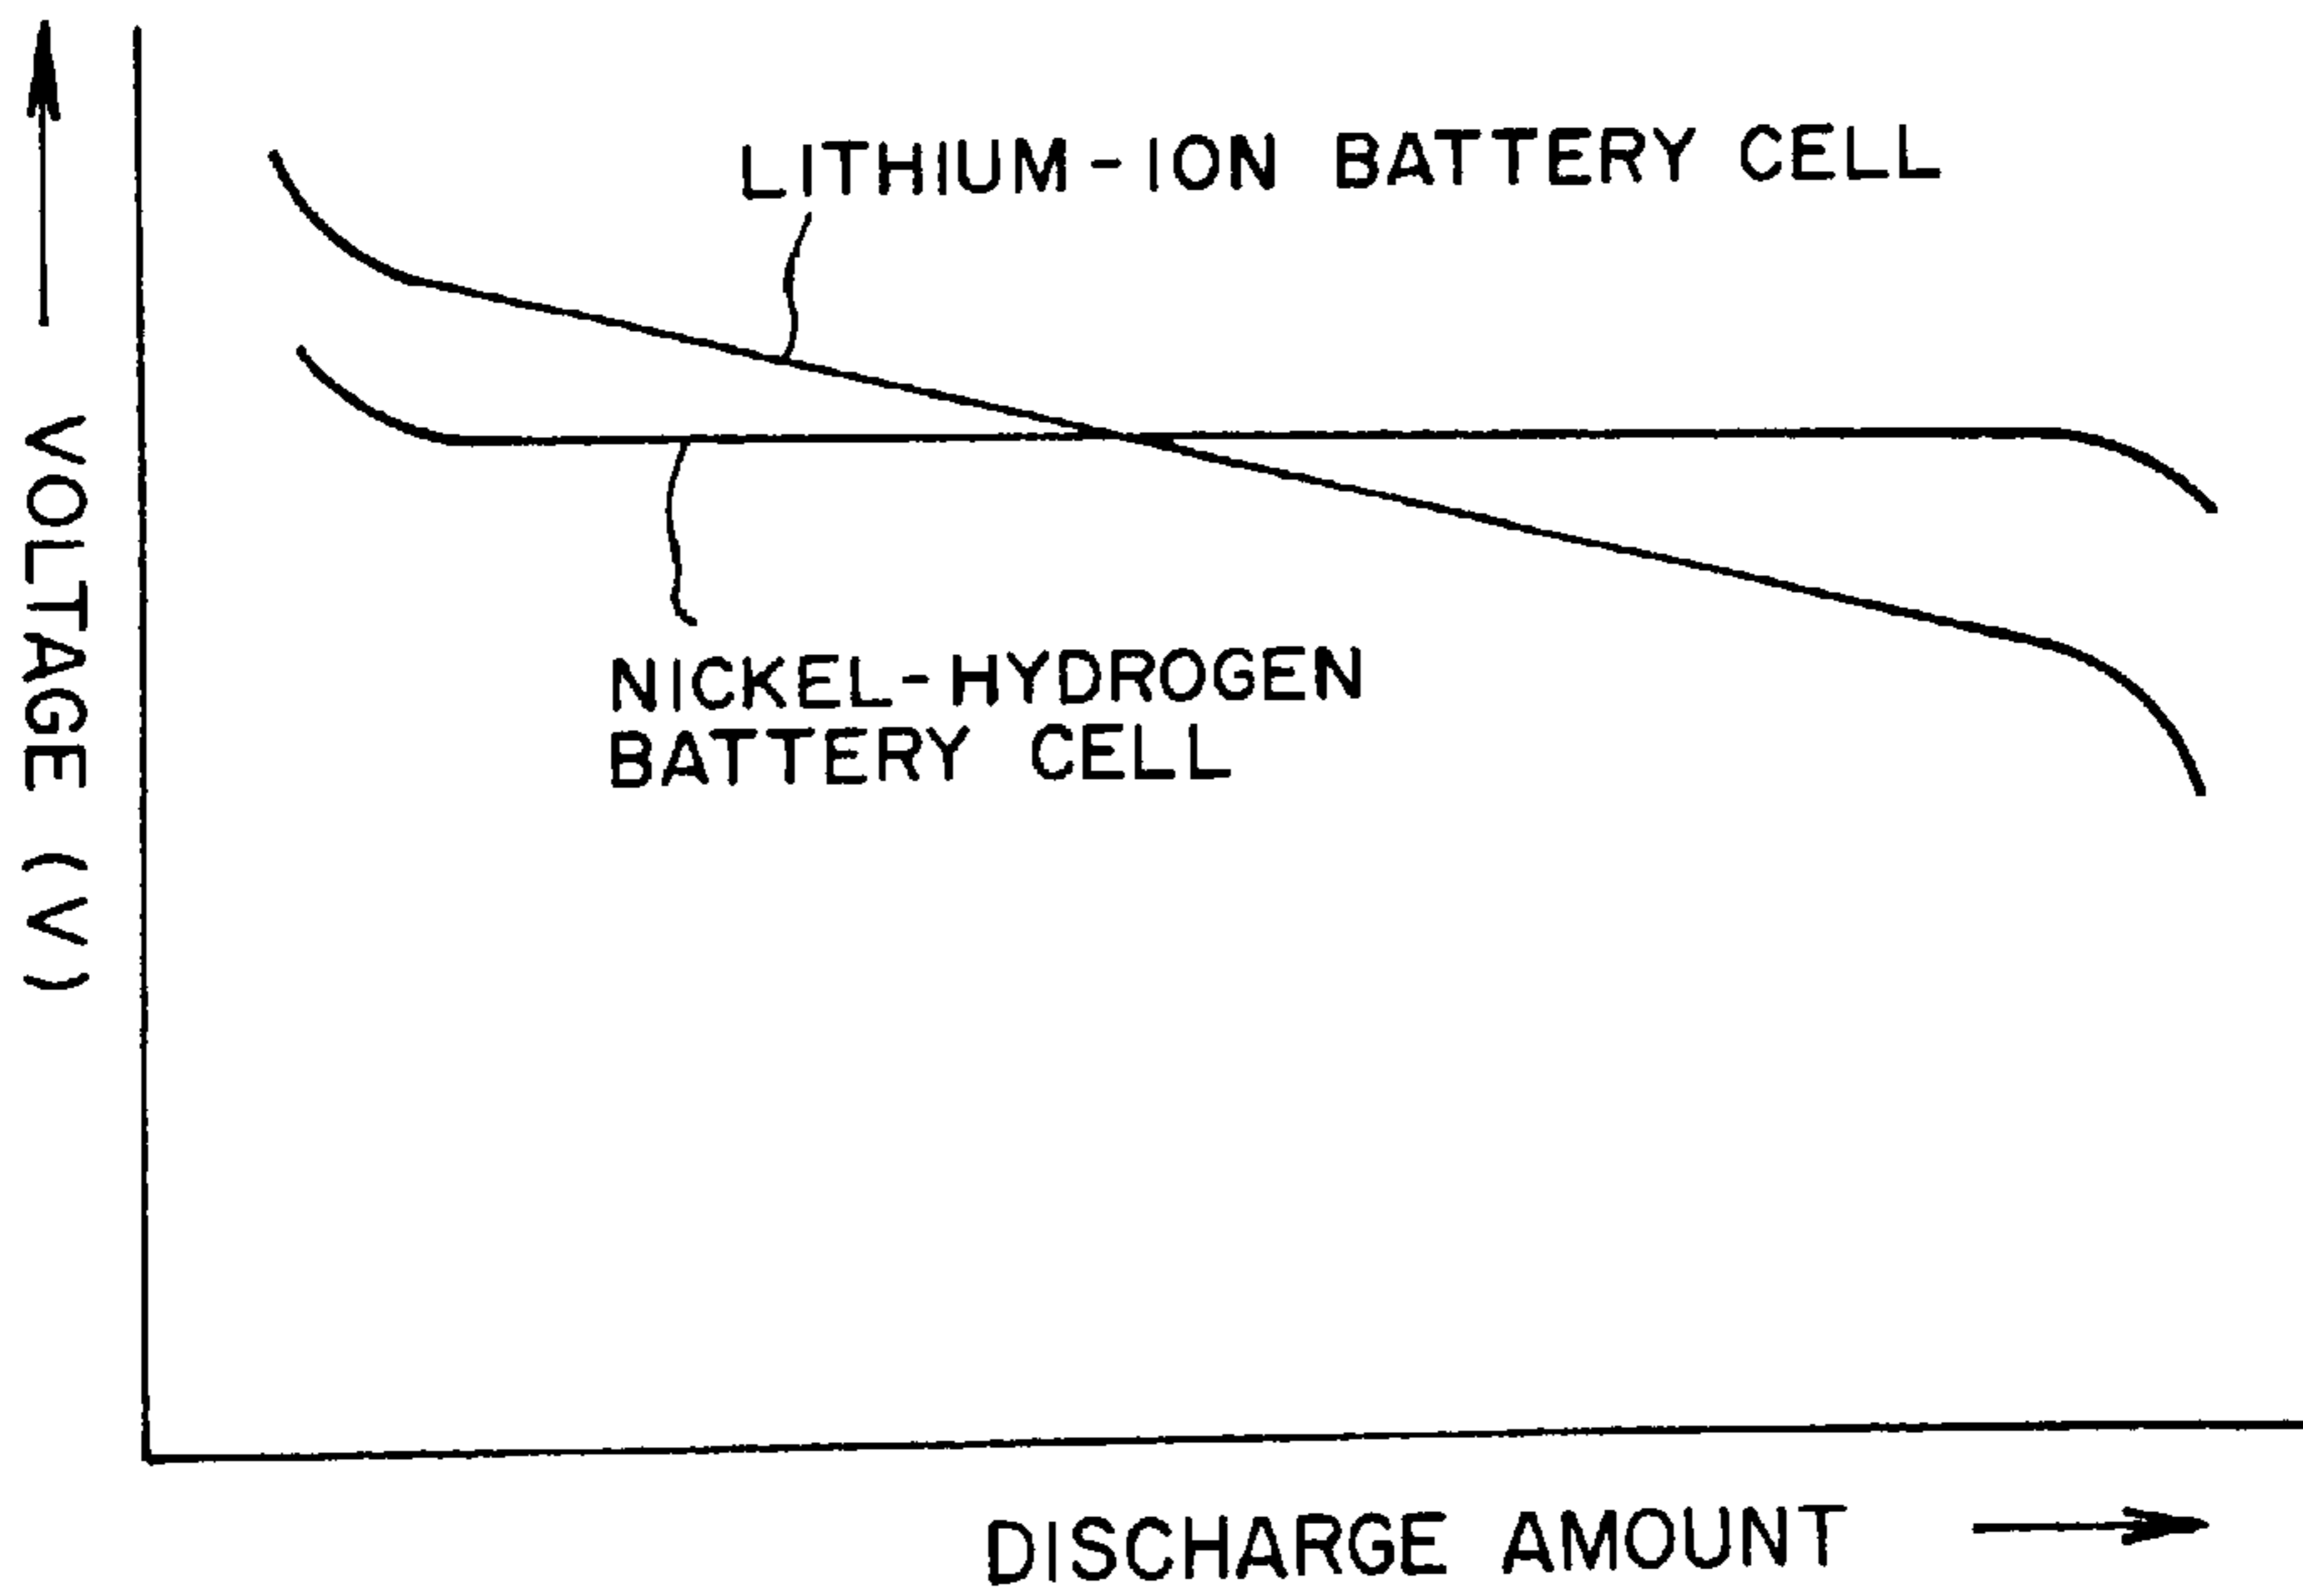 LITHIUM-ION BATTERY CELL
NICKEL-HYDROGEN
BATTERY CELL
VOLTAGE (V)
DISCHARGE AMOUNT